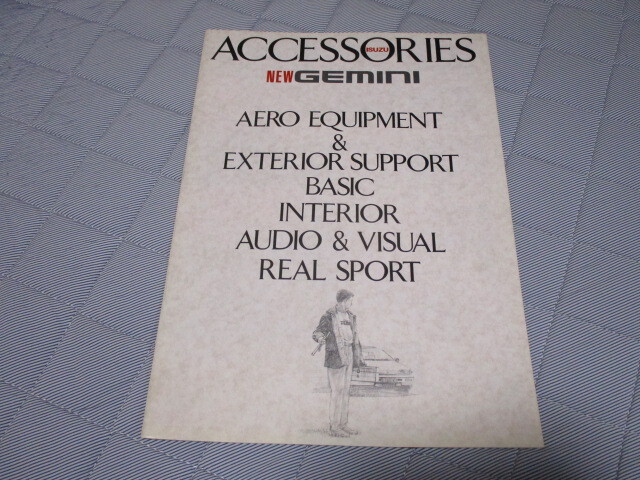 ACCESSORIES
ISUZU
NEW GEMINI
AERO EQUIPMENT
&
EXTERIOR SUPPORT
BASIC
INTERIOR
AUDIO & VISUAL
REAL SPORT